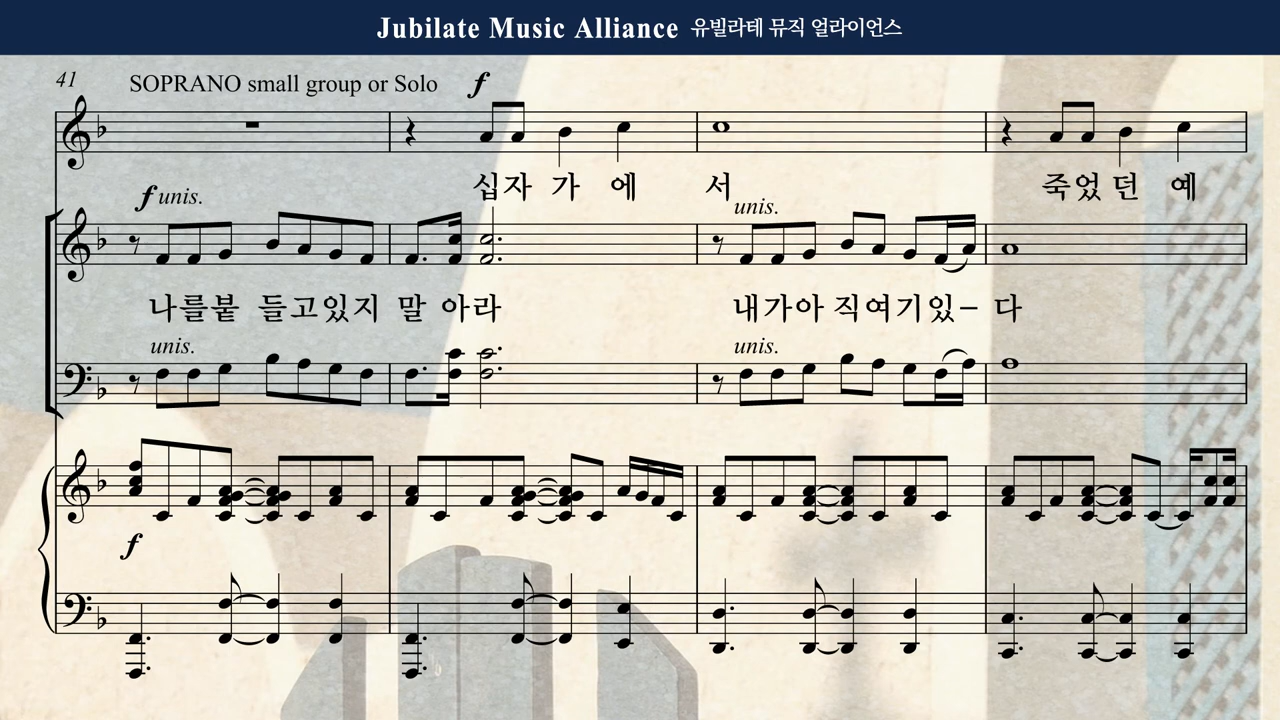 Jubilate Music Alliance 유빌라테 뮤직 얼라이언스
41 SOPRANO small group or Solo f
십자 가 에 서 죽었 던 예
f unis. unis.
나를붙 들고있지 말 아라 내가아 직여기있– 다
unis. unis.
f